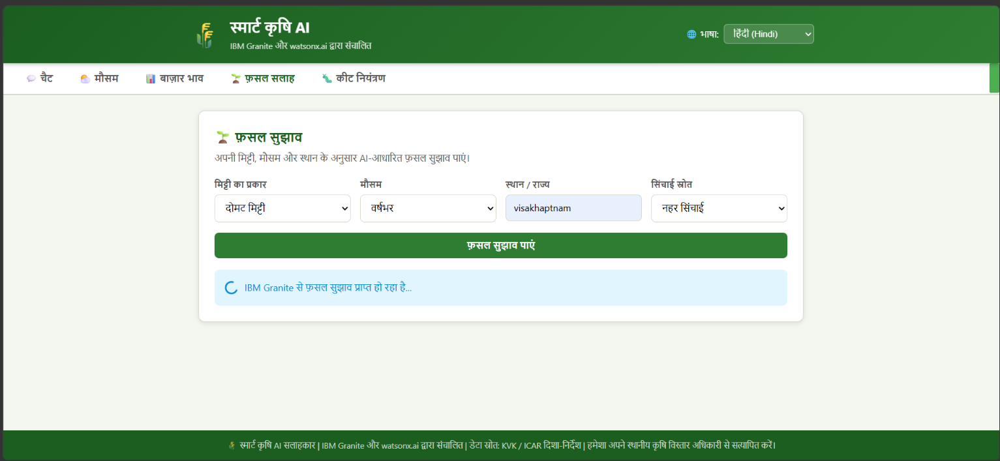 स्मार्ट कृषि AI
IBM Granite और watsonx.ai द्वारा संचालित
भाषा: हिंदी (Hindi)
चैट मौसम बाज़ार भाव फ़सल सलाह कीट नियंत्रण
फ़सल सुझाव
अपनी मिट्टी, मौसम और स्थान के अनुसार AI-आधारित फ़सल सुझाव पाएं।
मिट्टी का प्रकार मौसम स्थान / राज्य सिंचाई स्रोत
दोमट मिट्टी वर्षभर visakhaptnam नहर सिंचाई
फ़सल सुझाव पाएं
IBM Granite से फ़सल सुझाव प्राप्त हो रहा है...
स्मार्ट कृषि AI सलाहकार | IBM Granite और watsonx.ai द्वारा संचालित | डेटा स्रोत: KVK / ICAR दिशा-निर्देश | हमेशा अपने स्थानीय कृषि विस्तार अधिकारी से सत्यापित करें।